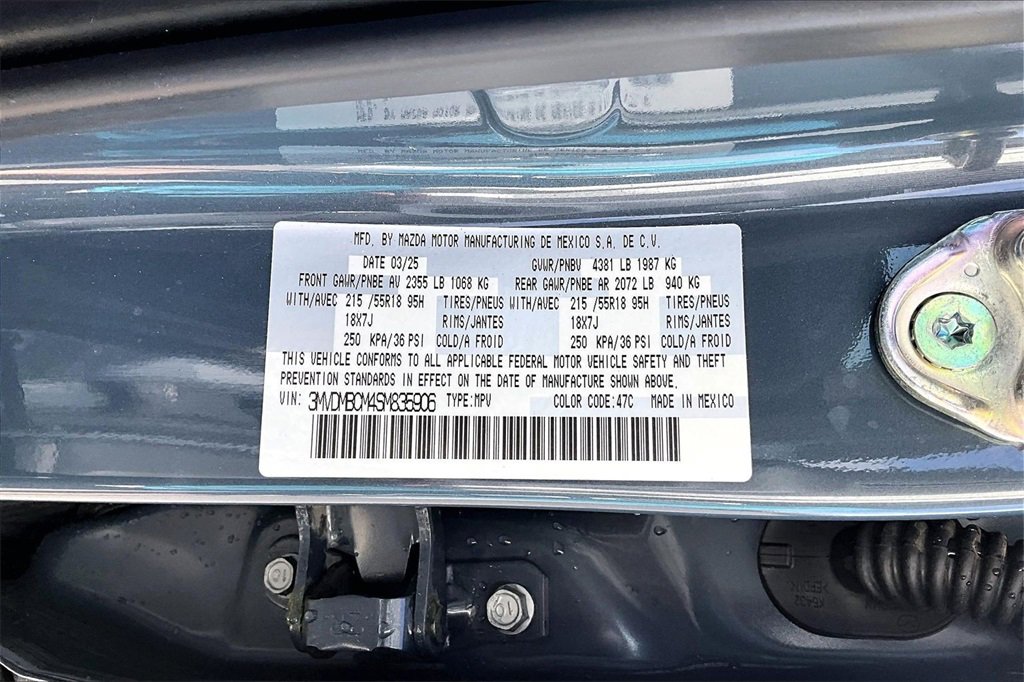 MFD. BY MAZDA MOTOR MANUFACTURING DE MEXICO S.A. DE C.V.
DATE 03/25 GVWR/PNBV 4381 LB 1987 KG
FRONT GAWR/PNBE AV 2355 LB 1068 KG REAR GAWR/PNBE AR 2072 LB 940 KG
WITH/AVEC 215 /55R18 95H TIRES/PNEUS WITH/AVEC 215 /55R18 95H TIRES/PNEUS
18X7J RIMS/JANTES 18X7J RIMS/JANTES
250 KPA/36 PSI COLD/A FROID 250 KPA/36 PSI COLD/A FROID
THIS VEHICLE CONFORMS TO ALL APPLICABLE FEDERAL MOTOR VEHICLE SAFETY AND THEFT
PREVENTION STANDARDS IN EFFECT ON THE DATE OF MANUFACTURE SHOWN ABOVE.
VIN: 3MVDMBCM4SM835906 TYPE:MPV COLOR CODE:47C MADE IN MEXICO
10
10